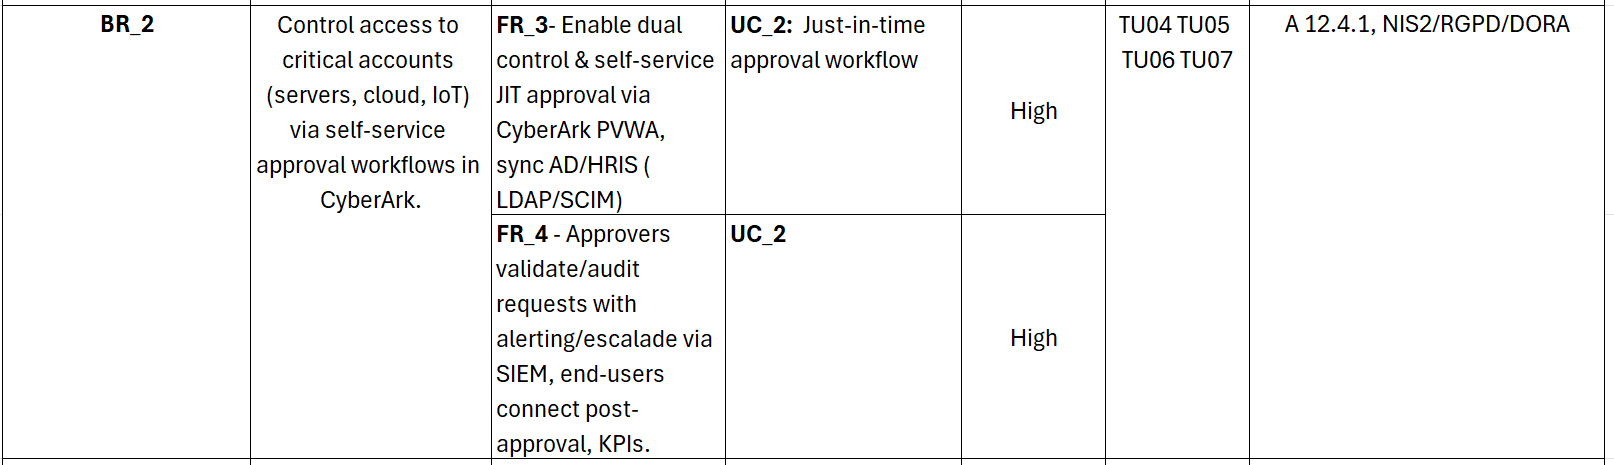 BR_2
Control access to
critical accounts
(servers, cloud, IoT)
via self-service
approval workflows in
CyberArk.
FR_3- Enable dual
control & self-service
JIT approval via
CyberArk PVWA,
sync AD/HRIS (
LDAP/SCIM)
UC_2:  Just-in-time
approval workflow
High
TU04 TU05
TU06 TU07
A 12.4.1, NIS2/RGPD/DORA
FR_4 - Approvers
validate/audit
requests with
alerting/escalade via
SIEM, end-users
connect post-
approval, KPIs.
UC_2
High